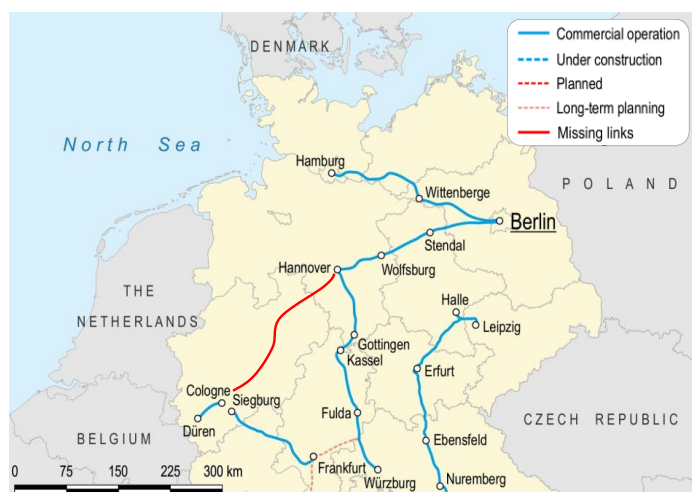 Commercial operation
Under construction
Planned
Long-term planning
Missing links
DENMARK
North Sea
Hamburg
Wittenberge
POLAND
Berlin
Stendal
Hannover
Wolfsburg
THE
NETHERLANDS
Halle
Leipzig
Gottingen
Kassel
Erfurt
Cologne
Siegburg
Düren
Fulda
CZECH REPUBLIC
BELGIUM
Ebensfeld
Frankfurt
Würzburg
Nuremberg
0 75 150 225 300 km